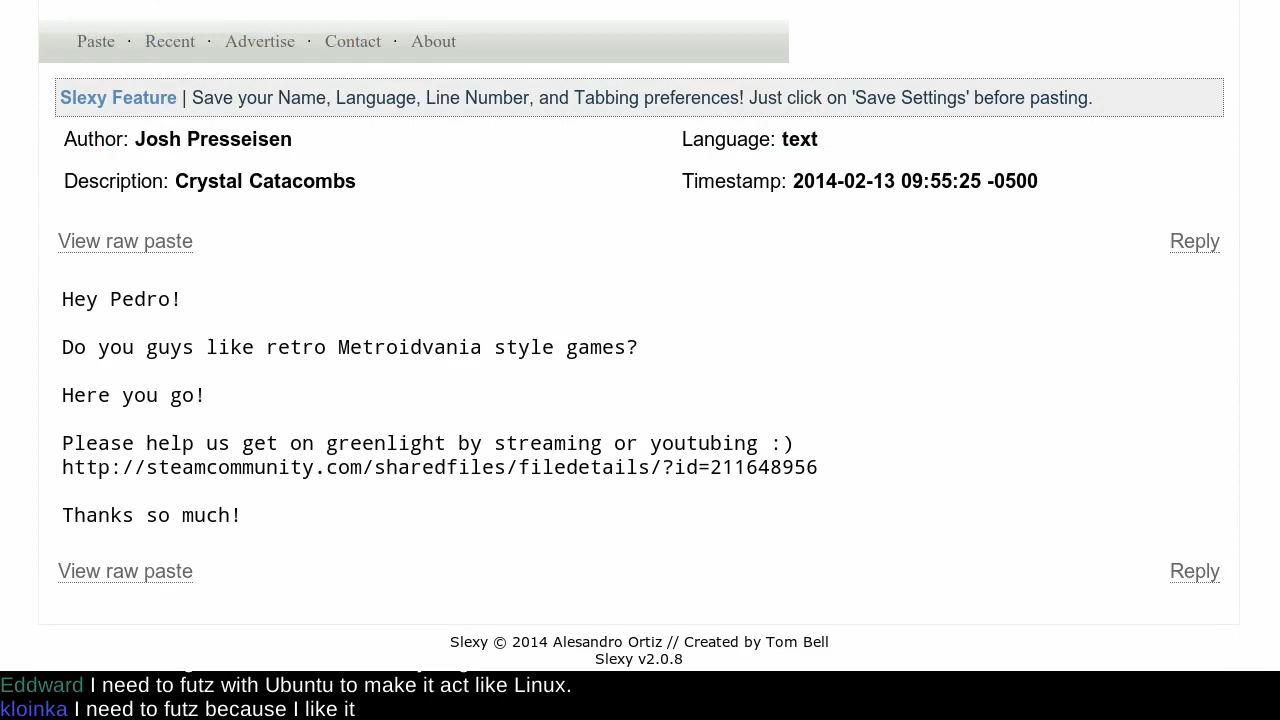 Paste · Recent · Advertise · Contact · About
Slexy Feature | Save your Name, Language, Line Number, and Tabbing preferences! Just click on 'Save Settings' before pasting.
Author: Josh Presseisen Language: text
Description: Crystal Catacombs Timestamp: 2014-02-13 09:55:25 -0500
View raw paste Reply
Hey Pedro!
Do you guys like retro Metroidvania style games?
Here you go!
Please help us get on greenlight by streaming or youtubing :)
http://steamcommunity.com/sharedfiles/filedetails/?id=211648956
Thanks so much!
View raw paste Reply
Slexy © 2014 Alesandro Ortiz // Created by Tom Bell
Slexy v2.0.8
Eddward I need to futz with Ubuntu to make it act like Linux.
kloinka I need to futz because I like it